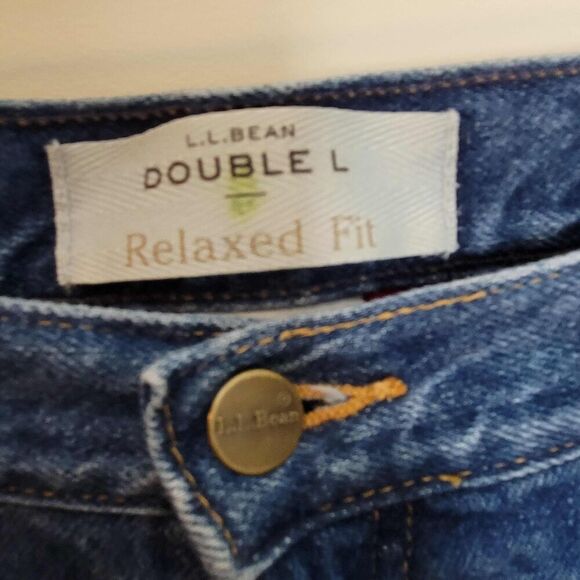 L.L.BEAN
DOUBLE L
Relaxed Fit
®
L.L.Bean